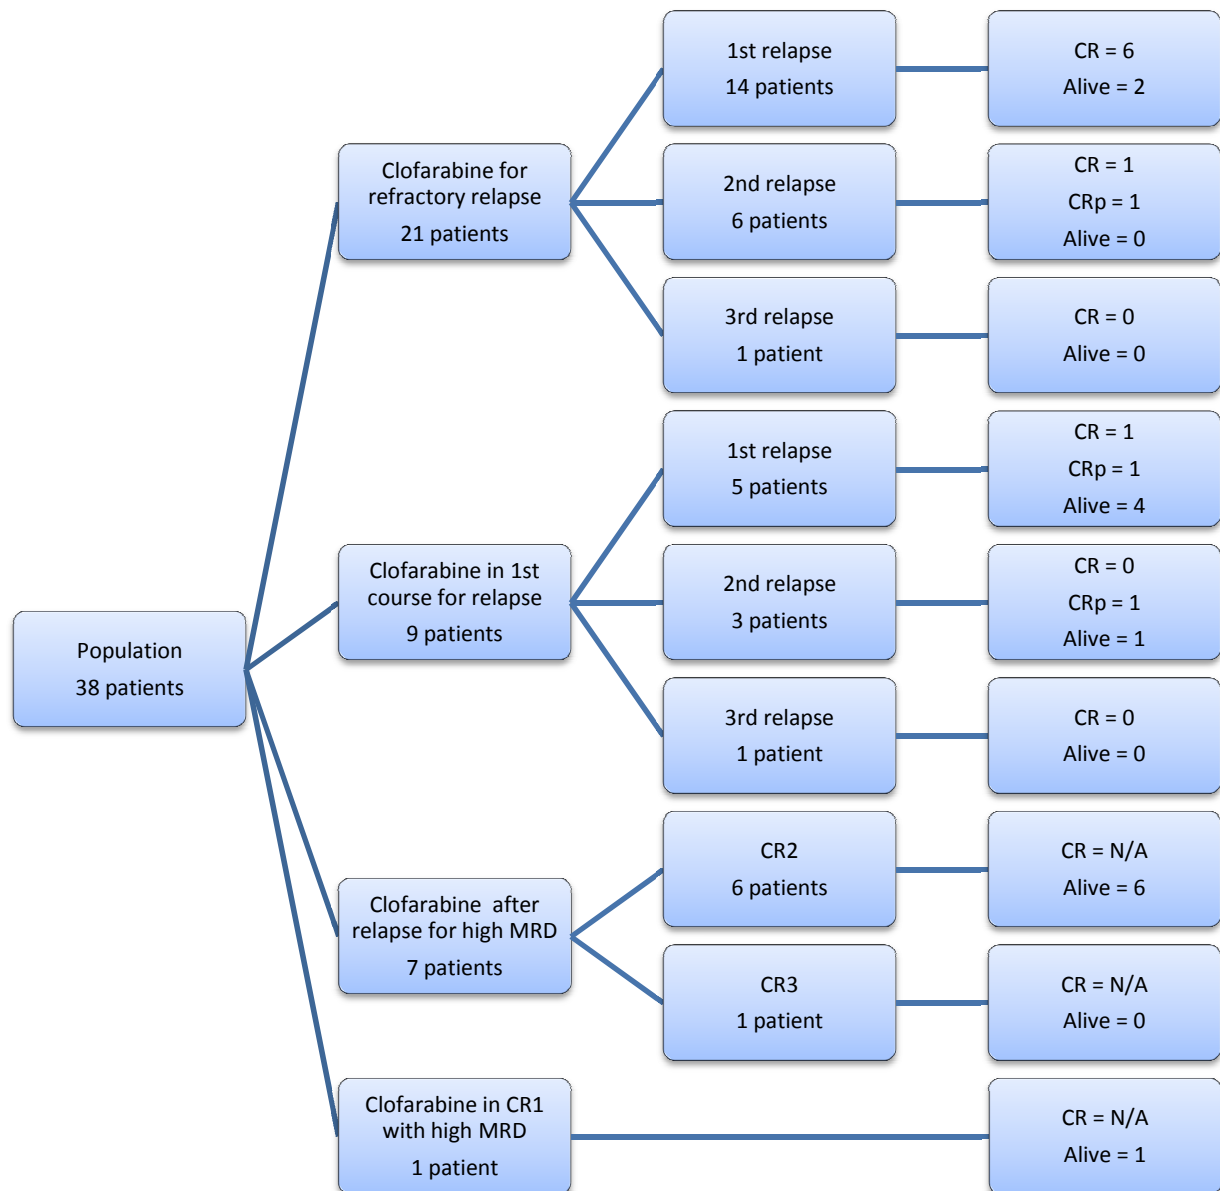 Population
38 patients
Clofarabine for
refractory relapse
21 patients
1st relapse
14 patients
CR = 6
Alive = 2
2nd relapse
6 patients
CR = 1
CRp = 1
Alive = 0
3rd relapse
1 patient
CR = 0
Alive = 0
Clofarabine in 1st
course for relapse
9 patients
1st relapse
5 patients
CR = 1
CRp = 1
Alive = 4
2nd relapse
3 patients
CR = 0
CRp = 1
Alive = 1
3rd relapse
1 patient
CR = 0
Alive = 0
Clofarabine after
relapse for high MRD
7 patients
CR2
6 patients
CR = N/A
Alive = 6
CR3
1 patient
CR = N/A
Alive = 0
Clofarabine in CR1
with high MRD
1 patient
CR = N/A
Alive = 1